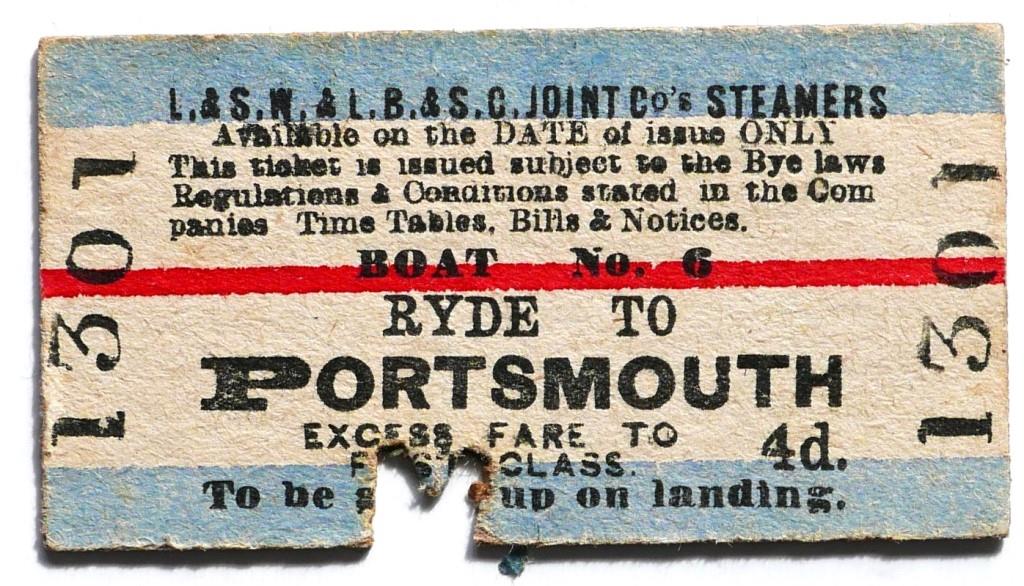 L. & S.W. & L.B. & S.C. JOINT Co's STEAMERS
Available on the DATE of issue ONLY
This ticket is issued subject to the Bye laws
Regulations & Conditions stated in the Com
panies Time Tables, Bills & Notices.
BOAT No. 6
RYDE TO
PORTSMOUTH
EXCESS FARE TO 4d.
CLASS.
To be up on landing.
1301
1301